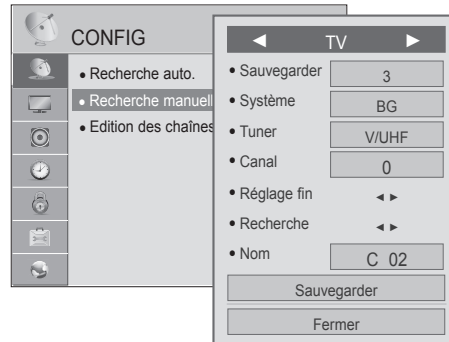 CONFIG
• Recherche auto.
• Recherche manuell
• Edition des chaînes
◄ TV ►
• Sauvegarder 3
• Système BG
• Tuner V/UHF
• Canal 0
• Réglage fin ◄ ►
• Recherche ◄ ►
• Nom C 02
Sauvegarder
Fermer